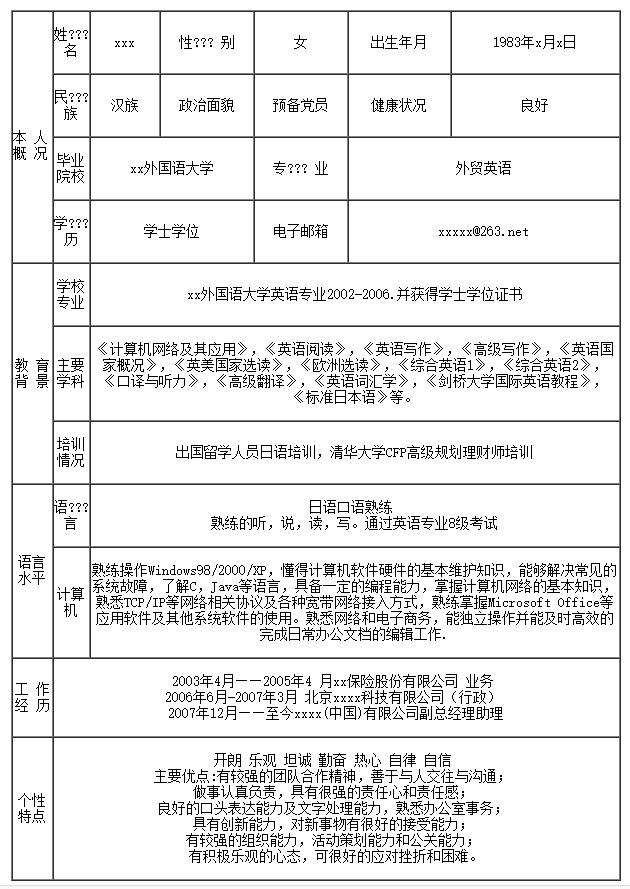 本 人
概 况
姓???
名
xxx
性??? 别
女
出生年月
1983年x月x日
民???
族
汉族
政治面貌
预备党员
健康状况
良好
毕业
院校
xx外国语大学
专??? 业
外贸英语
学???
历
学士学位
电子邮箱
xxxxx@263.net
教 育
背 景
学校
专业
xx外国语大学英语专业2002-2006.并获得学士学位证书
主要
学科
《计算机网络及其应用》，《英语阅读》，《英语写作》，《高级写作》，《英语国
家概况》，《英美国家选读》，《欧洲选读》，《综合英语1》，《综合英语2》，
《口译与听力》，《高级翻译》，《英语词汇学》，《剑桥大学国际英语教程》，
《标准日本语》等。
培训
情况
出国留学人员日语培训，清华大学CFP高级规划理财师培训
语言
水平
语???
言
日语口语熟练
熟练的听，说，读，写。通过英语专业8级考试
计算
机
熟练操作Windows98/2000/XP，懂得计算机软件硬件的基本维护知识，能够解决常见的
系统故障，了解C，Java等语言，具备一定的编程能力，掌握计算机网络的基本知识，
熟悉TCP/IP等网络相关协议及各种宽带网络接入方式，熟练掌握Microsoft Office等
应用软件及其他系统软件的使用。熟悉网络和电子商务，能独立操作并能及时高效的
完成日常办公文档的编辑工作.
工 作
经 历
2003年4月——2005年4 月xx保险股份有限公司 业务
2006年6月-2007年3月 北京xxxx科技有限公司（行政）
2007年12月——至今xxxx(中国)有限公司副总经理助理
个性
特点
开朗 乐观 坦诚 勤奋 热心 自律 自信
主要优点:有较强的团队合作精神，善于与人交往与沟通；
做事认真负责，具有很强的责任心和责任感；
良好的口头表达能力及文字处理能力，熟悉办公室事务；
具有创新能力，对新事物有很好的接受能力；
有较强的组织能力，活动策划能力和公关能力；
有积极乐观的心态，可很好的应对挫折和困难。